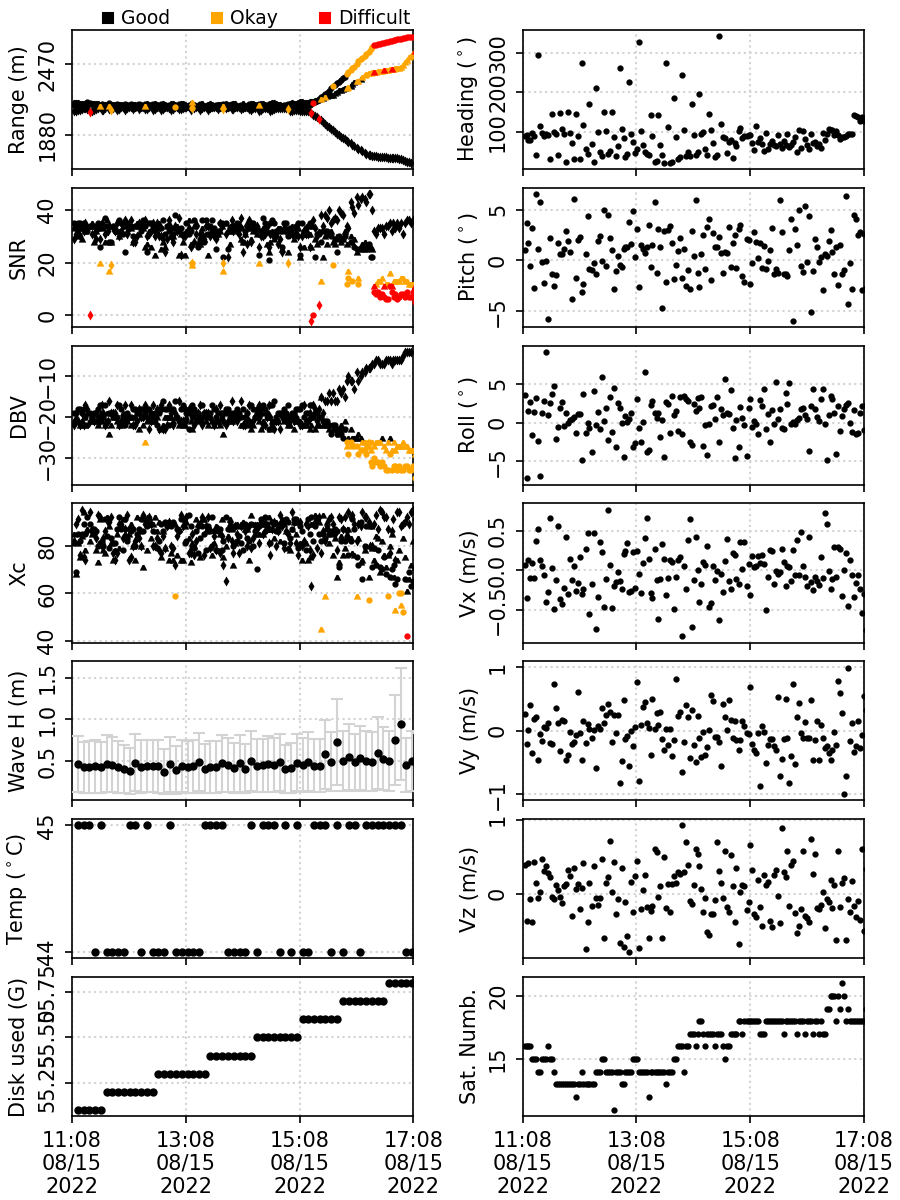 Good Okay Difficult
Range (m)
2470
1880
Heading (°)
300
200
100
SNR
40
20
0
Pitch (°)
5
0
−5
DBV
−10
−20
−30
Roll (°)
5
0
−5
Xc
80
60
40
Vx (m/s)
0.5
0.0
−0.5
Wave H (m)
1.5
1.0
0.5
Vy (m/s)
1
0
−1
Temp (°C)
45
44
Vz (m/s)
1
0
Disk used (G)
55.75
55.5
55.25
Sat. Numb.
20
15
11:08 13:08 15:08 17:08 11:08 13:08 15:08 17:08
08/15 08/15 08/15 08/15 08/15 08/15 08/15 08/15
2022 2022 2022 2022 2022 2022 2022 2022